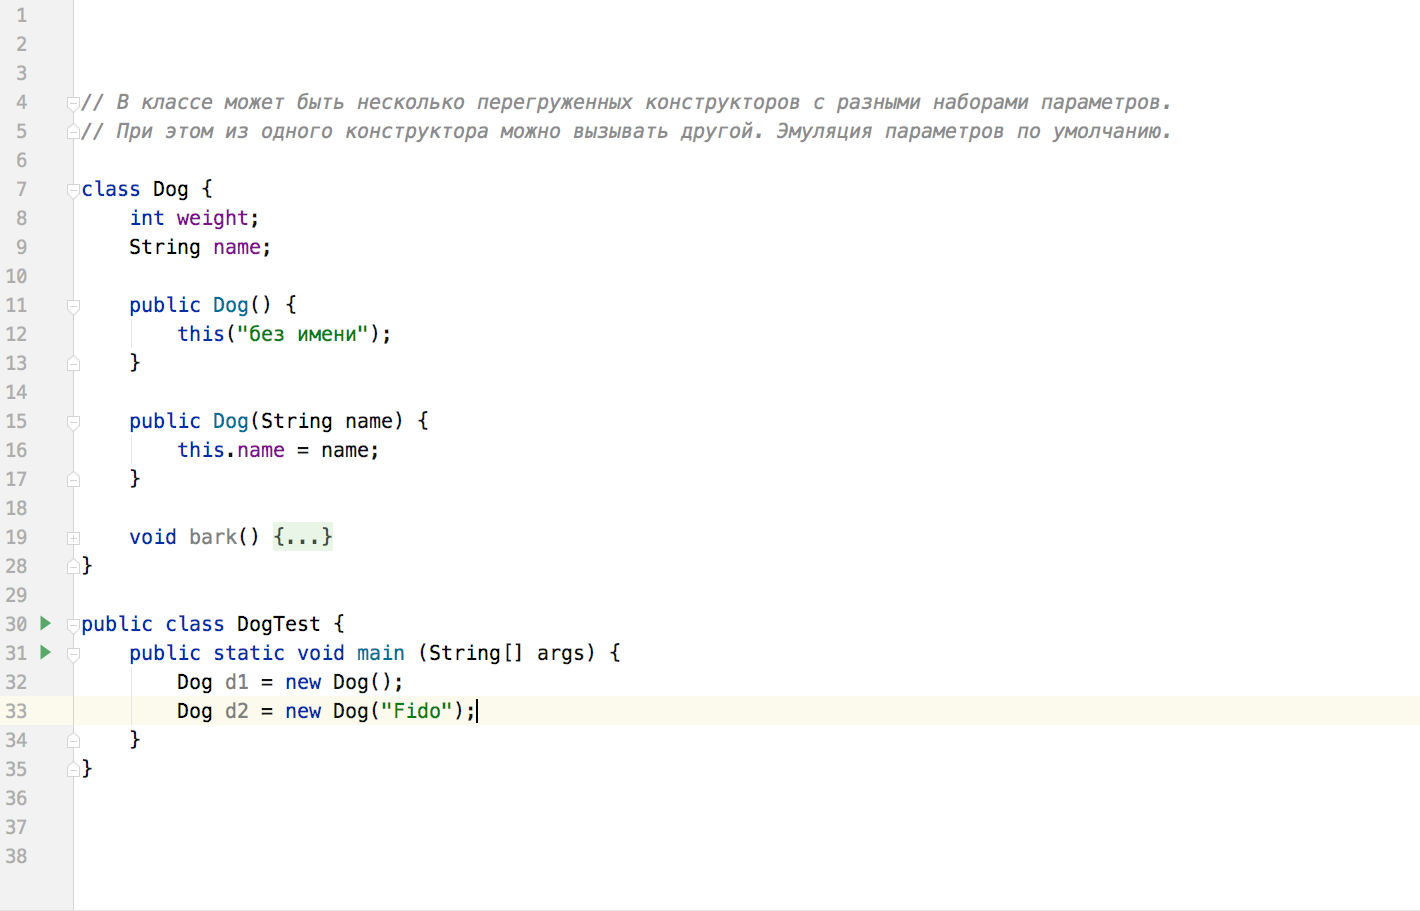 1
2
3
4 // В классе может быть несколько перегруженных конструкторов с разными наборами параметров.
5 // При этом из одного конструктора можно вызывать другой. Эмуляция параметров по умолчанию.
6
7 class Dog {
8     int weight;
9     String name;
10
11     public Dog() {
12         this("без имени");
13     }
14
15     public Dog(String name) {
16         this.name = name;
17     }
18
19     void bark() {...}
28 }
29
30 public class DogTest {
31     public static void main (String[] args) {
32         Dog d1 = new Dog();
33         Dog d2 = new Dog("Fido");
34     }
35 }
36
37
38